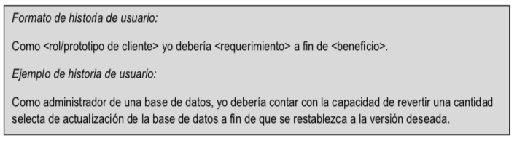 Formato de historia de usuario:
Como <rol/prototipo de cliente> yo debería <requerimiento> a fin de <beneficio>.
Ejemplo de historia de usuario:
Como administrador de una base de datos, yo debería contar con la capacidad de revertir una cantidad
selecta de actualización de la base de datos a fin de que se restablezca a la versión deseada.